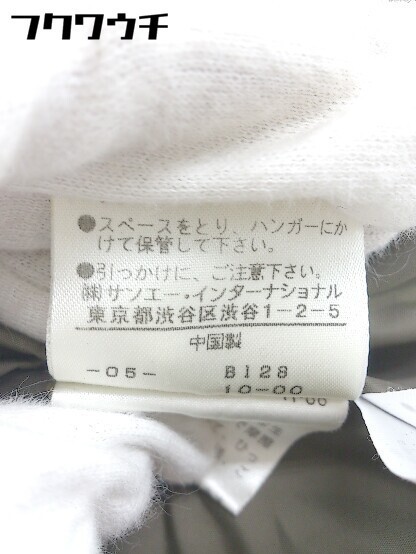 フクワウチ
●スペースをとり、ハンガーにか
けて保管して下さい。
●引っかけに、ご注意下さい。
㈱サンエー・インターナショナル
東京都渋谷区渋谷1-2-5
中国製
-05- B128
10-00